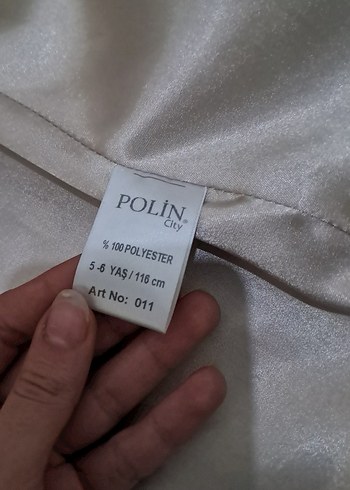 POLİN®
City
% 100 POLYESTER
5 -6 YAŞ / 116 cm
Art No: 011